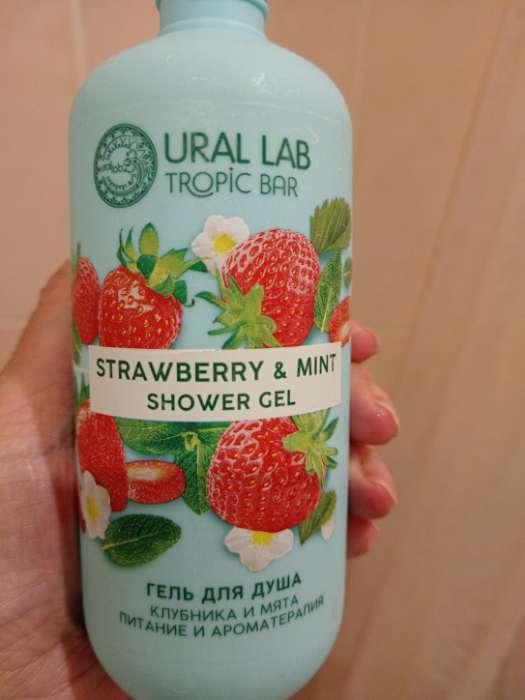 URAL LAB
TROPIC BAR
STRAWBERRY & MINT
SHOWER GEL
ГЕЛЬ ДЛЯ ДУША
КЛУБНИКА И МЯТА
ПИТАНИЕ И АРОМАТЕРАПИЯ